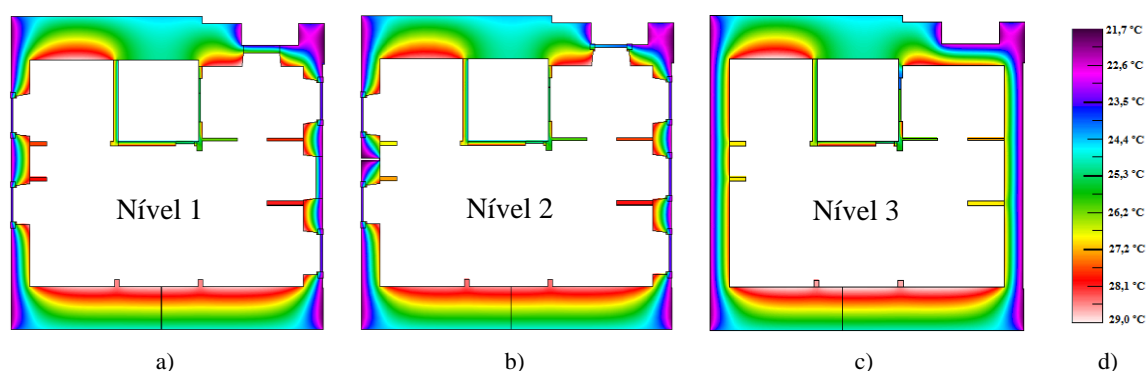 Nível 1
Nível 2
Nível 3
21,7 °C
22,6 °C
23,5 °C
24,4 °C
25,3 °C
26,2 °C
27,2 °C
28,1 °C
29,0 °C
a)
b)
c)
d)